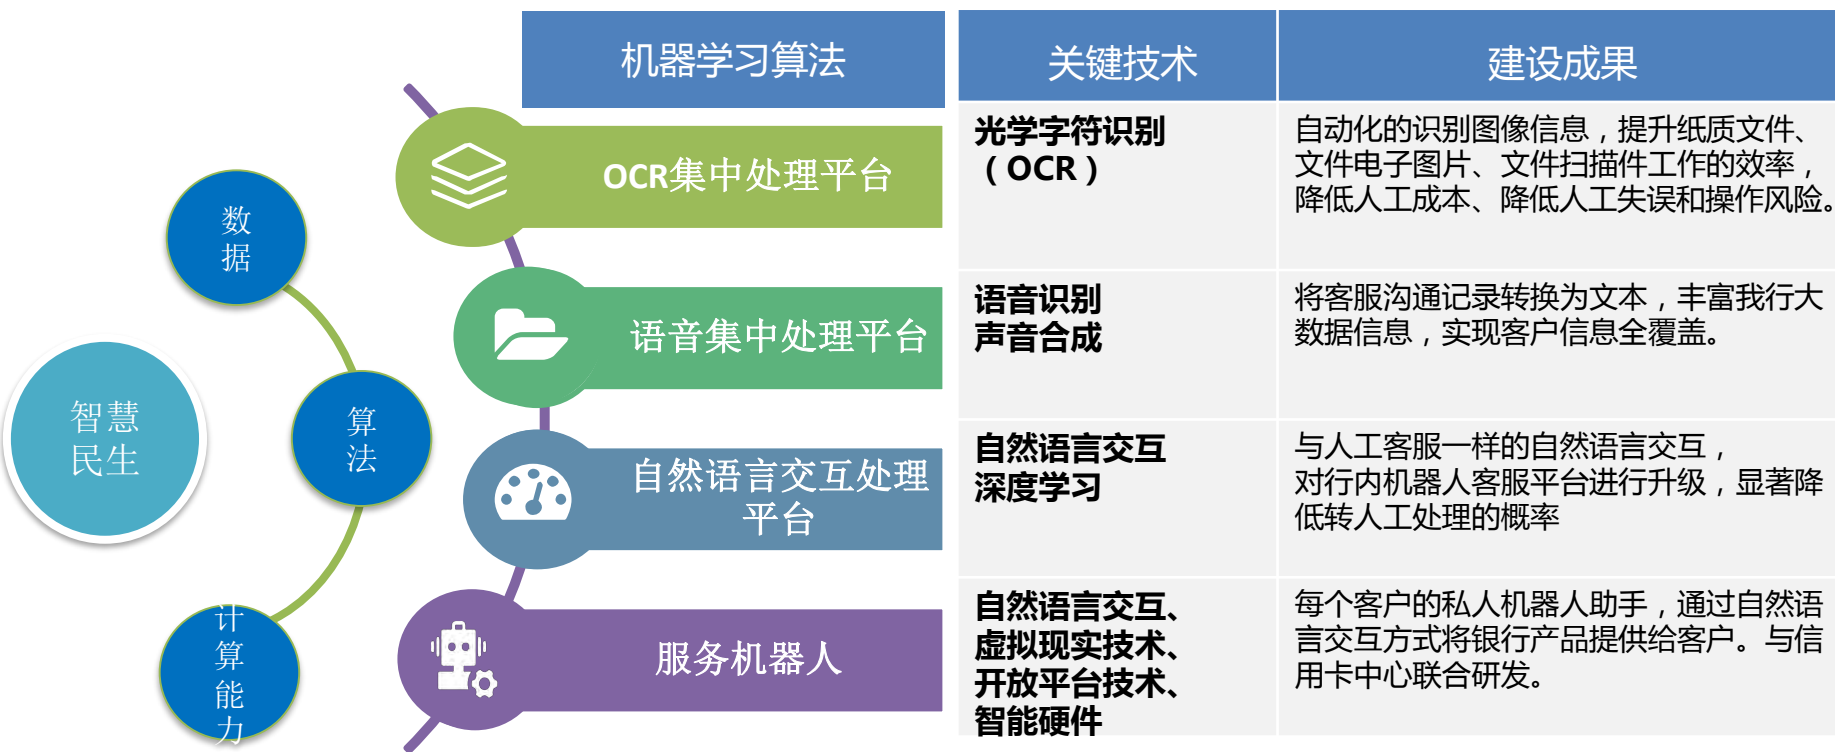 智慧
民生
数
据
算
法
计
算
能
力
机器学习算法
关键技术
建设成果
OCR集中处理平台
光学字符识别
（OCR）
自动化的识别图像信息，提升纸质文件、
文件电子图片、文件扫描件工作的效率，
降低人工成本、降低人工失误和操作风险。
语音集中处理平台
语音识别
声音合成
将客服沟通记录转换为文本，丰富我行大
数据信息，实现客户信息全覆盖。
自然语言交互处理
平台
自然语言交互
深度学习
与人工客服一样的自然语言交互，
对行内机器人客服平台进行升级，显著降
低转人工处理的概率
服务机器人
自然语言交互、
虚拟现实技术、
开放平台技术、
智能硬件
每个客户的私人机器人助手，通过自然语
言交互方式将银行产品提供给客户。与信
用卡中心联合研发。